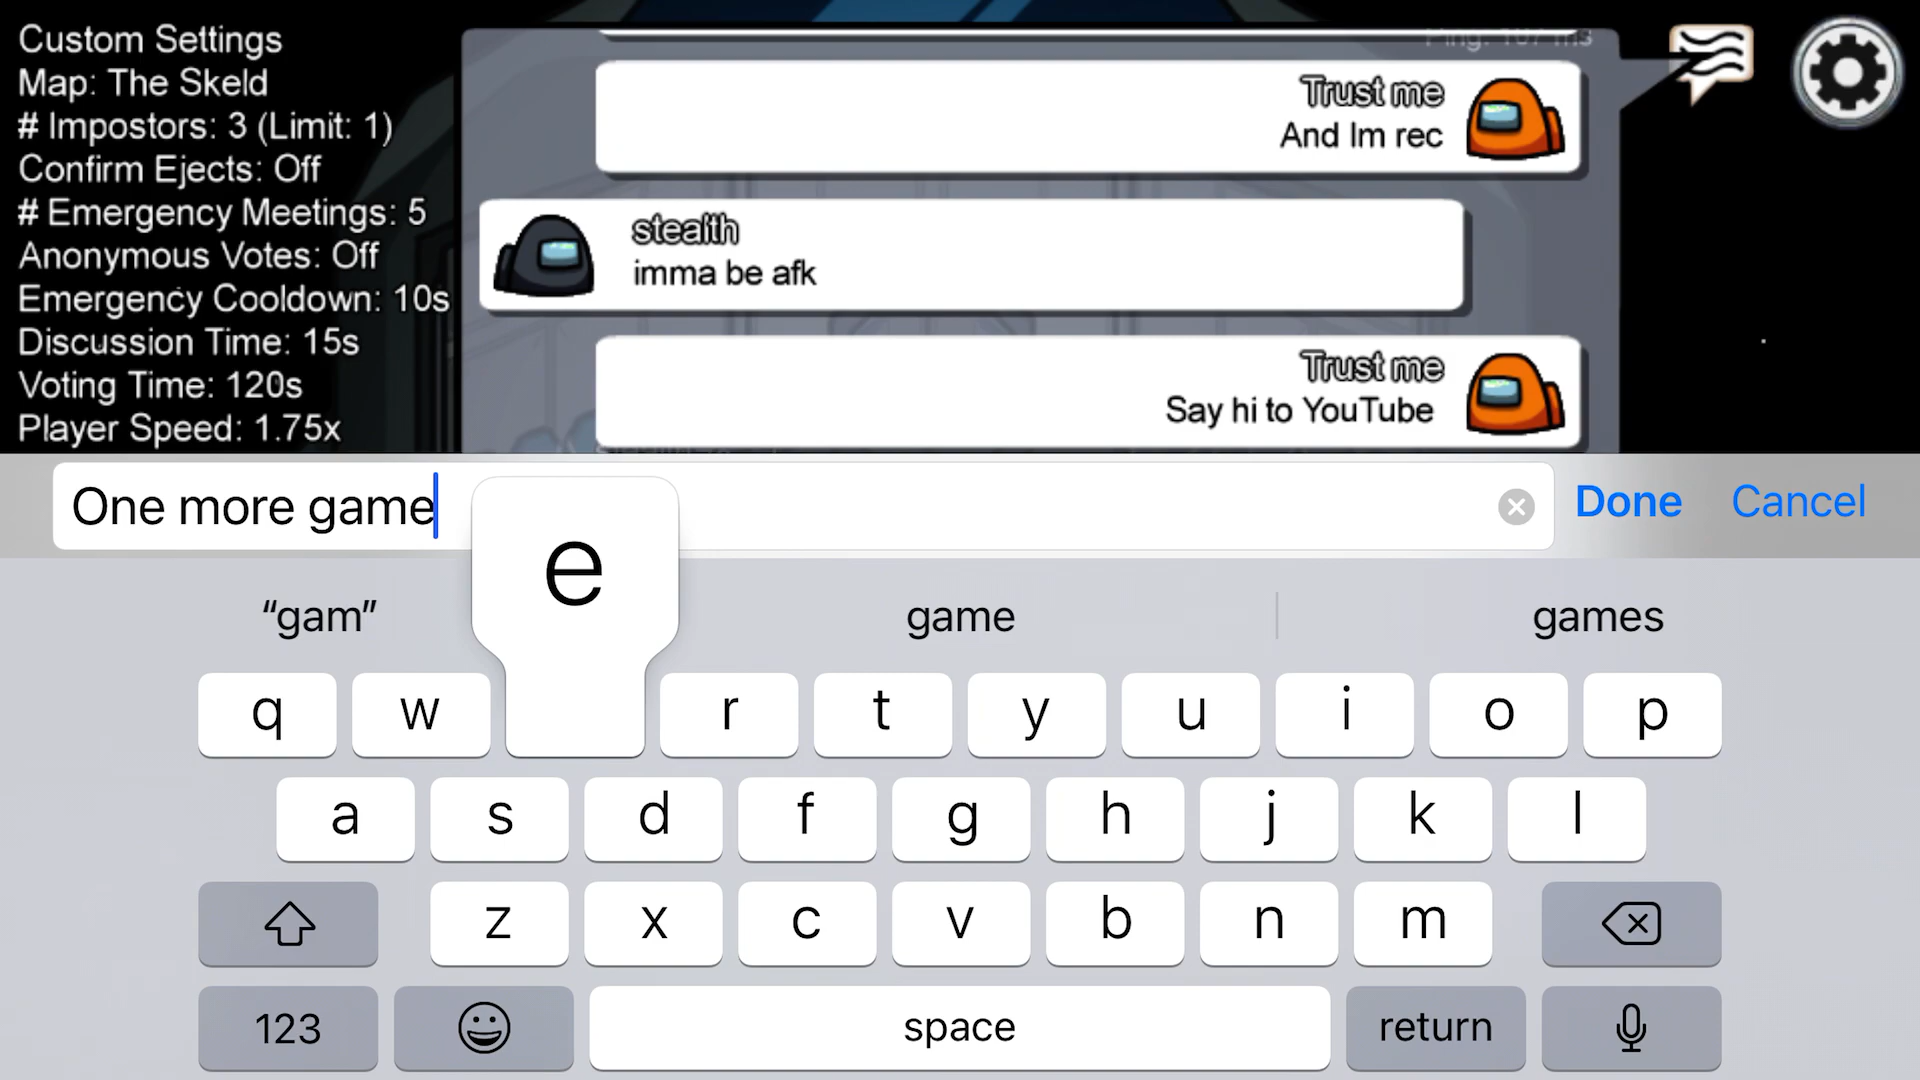 Custom Settings
Map: The Skeld
# Impostors: 3 (Limit: 1)
Confirm Ejects: Off
# Emergency Meetings: 5
Anonymous Votes: Off
Emergency Cooldown: 10s
Discussion Time: 15s
Voting Time: 120s
Player Speed: 1.75x
Ping: 107 ms
Trust me
And Im rec
stealth
imma be afk
Trust me
Say hi to YouTube
One more game
Done
Cancel
e
“gam”
game
games
q w r t y u i o p
a s d f g h j k l
z x c v b n m
123
space
return